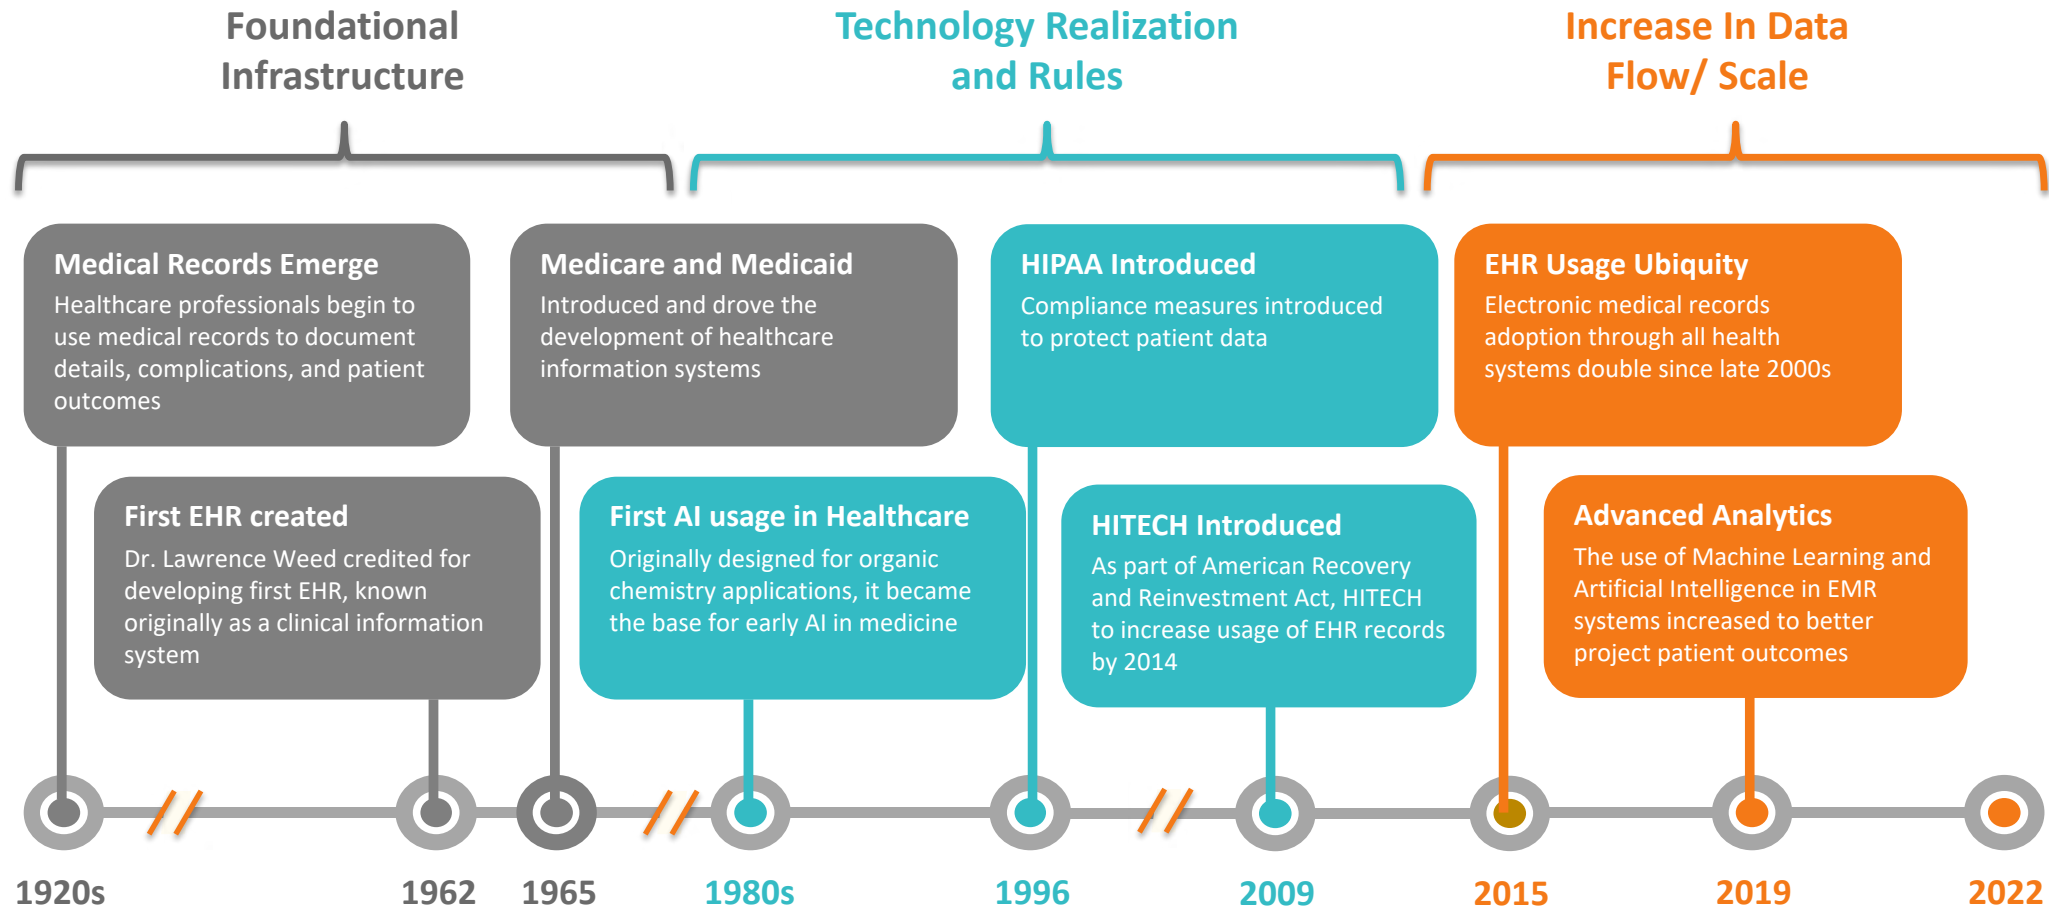 Foundational
Infrastructure
Technology Realization
and Rules
Increase In Data
Flow/ Scale
Medical Records Emerge
Healthcare professionals begin to
use medical records to document
details, complications, and patient
outcomes
Medicare and Medicaid
Introduced and drove the
development of healthcare
information systems
HIPAA Introduced
Compliance measures introduced
to protect patient data
EHR Usage Ubiquity
Electronic medical records
adoption through all health
systems double since late 2000s
First EHR created
Dr. Lawrence Weed credited for
developing first EHR, known
originally as a clinical information
system
First AI usage in Healthcare
Originally designed for organic
chemistry applications, it became
the base for early AI in medicine
HITECH Introduced
As part of American Recovery
and Reinvestment Act, HITECH
to increase usage of EHR records
by 2014
Advanced Analytics
The use of Machine Learning and
Artificial Intelligence in EMR
systems increased to better
project patient outcomes
1920s
1962
1965
1980s
1996
2009
2015
2019
2022